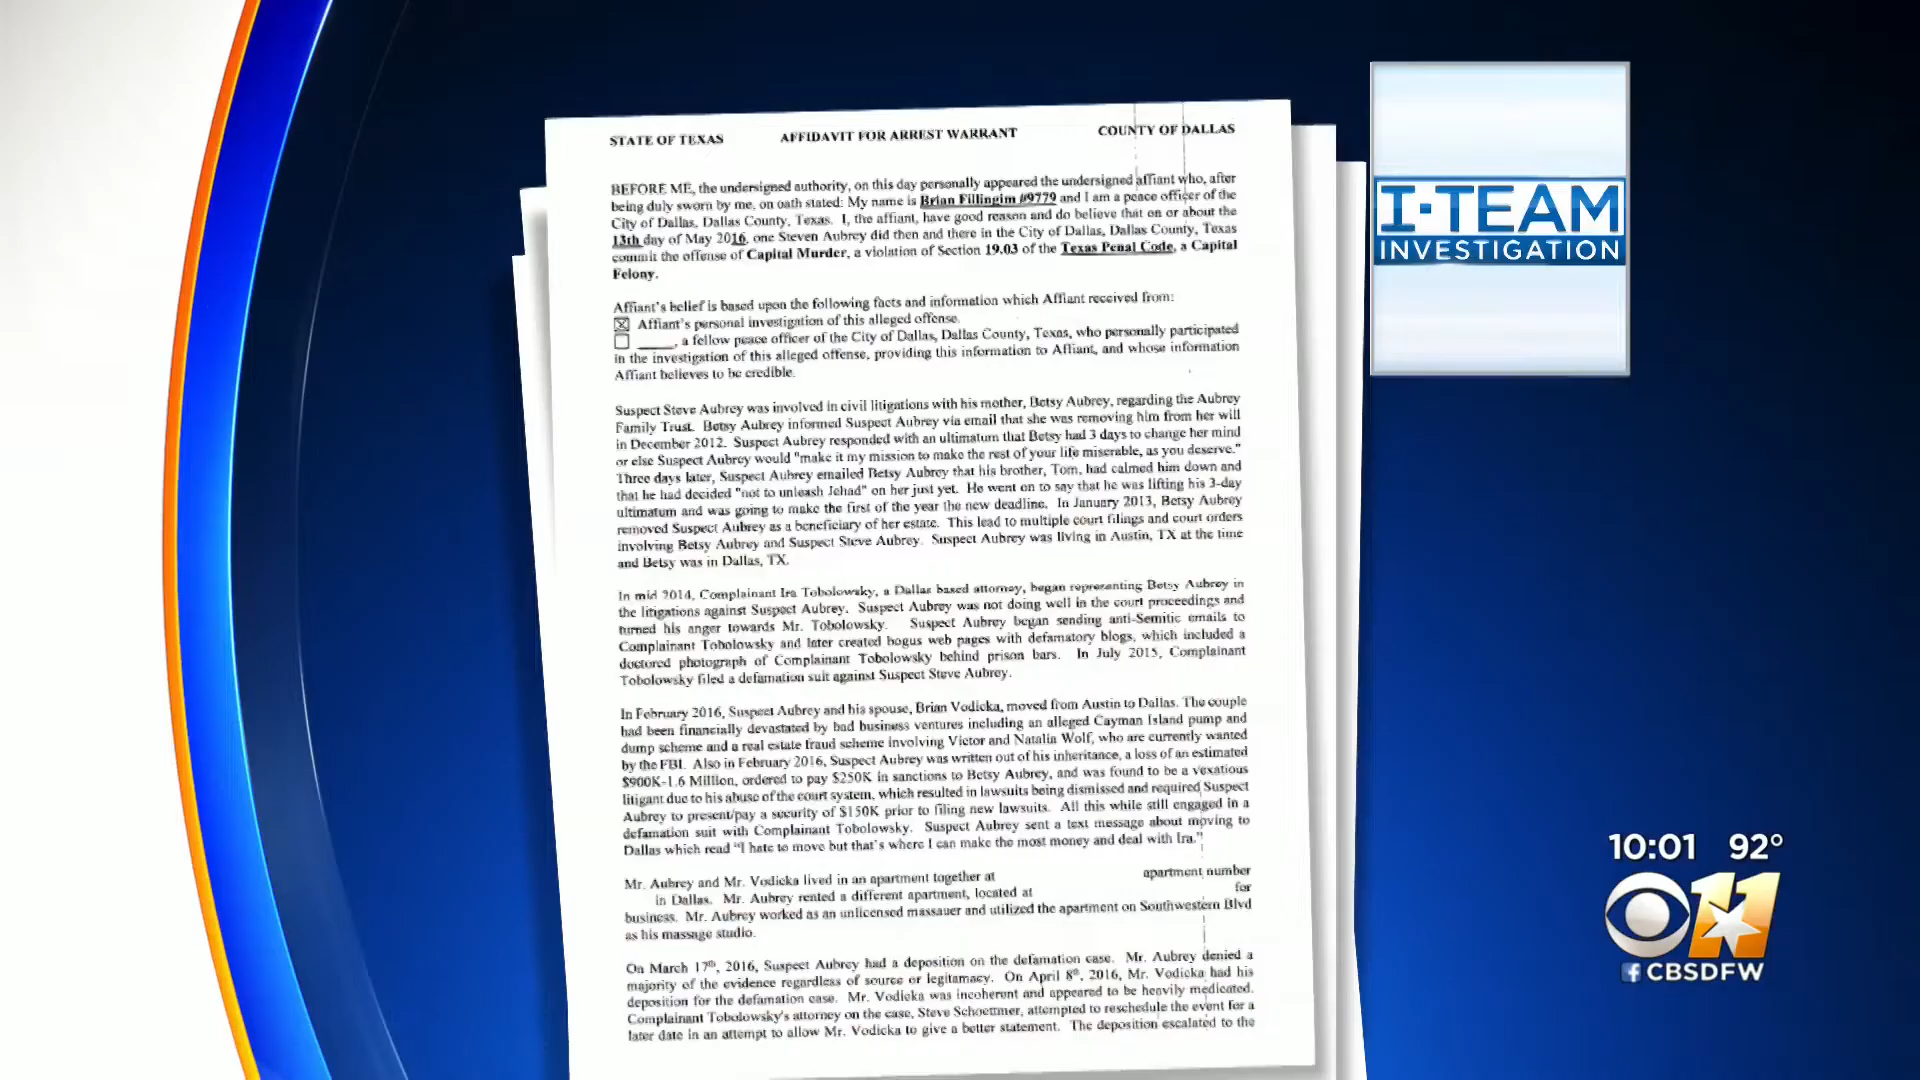 STATE OF TEXAS AFFIDAVIT FOR ARREST WARRANT COUNTY OF DALLAS
BEFORE ME, the undersigned authority, on this day personally appeared the undersigned affiant who, after
being duly sworn by me, on oath stated: My name is Brian Fillingim #9779 and I am a peace officer of the
City of Dallas, Dallas County, Texas. I, the affiant, have good reason and do believe that on or about the
13th day of May 2016, one Steven Aubrey did then and there in the City of Dallas, Dallas County, Texas
commit the offense of Capital Murder, a violation of Section 19.03 of the Texas Penal Code, a Capital
Felony.
Affiant's belief is based upon the following facts and information which Affiant received from:
☒ Affiant's personal investigation of this alleged offense.
☐ _____, a fellow peace officer of the City of Dallas, Dallas County, Texas, who personally participated
in the investigation of this alleged offense, providing this information to Affiant, and whose information
Affiant believes to be credible.
Suspect Steve Aubrey was involved in civil litigations with his mother, Betsy Aubrey, regarding the Aubrey
Family Trust. Betsy Aubrey informed Suspect Aubrey via email that she was removing him from her will
in December 2012. Suspect Aubrey responded with an ultimatum that Betsy had 3 days to change her mind
or else Suspect Aubrey would "make it my mission to make the rest of your life miserable, as you deserve."
Three days later, Suspect Aubrey emailed Betsy Aubrey that his brother, Tom, had calmed him down and
that he had decided "not to unleash Jehad" on her just yet. He went on to say that he was lifting his 3-day
ultimatum and was going to make the first of the year the new deadline. In January 2013, Betsy Aubrey
removed Suspect Aubrey as a beneficiary of her estate. This lead to multiple court filings and court orders
involving Betsy Aubrey and Suspect Steve Aubrey. Suspect Aubrey was living in Austin, TX at the time
and Betsy was in Dallas, TX.
In mid 2014, Complainant Ira Tobolowsky, a Dallas based attorney, began representing Betsy Aubrey in
the litigations against Suspect Aubrey. Suspect Aubrey was not doing well in the court proceedings and
turned his anger towards Mr. Tobolowsky. Suspect Aubrey began sending anti-Semitic emails to
Complainant Tobolowsky and later created bogus web pages with defamatory blogs, which included a
doctored photograph of Complainant Tobolowsky behind prison bars. In July 2015, Complainant
Tobolowsky filed a defamation suit against Suspect Steve Aubrey.
In February 2016, Suspect Aubrey and his spouse, Brian Vodicka, moved from Austin to Dallas. The couple
had been financially devastated by bad business ventures including an alleged Cayman Island pump and
dump scheme and a real estate fraud scheme involving Victor and Natalia Wolf, who are currently wanted
by the FBI. Also in February 2016, Suspect Aubrey was written out of his inheritance, a loss of an estimated
$900K-1.6 Million, ordered to pay $250K in sanctions to Betsy Aubrey, and was found to be a vexatious
litigant due to his abuse of the court system, which resulted in lawsuits being dismissed and required Suspect
Aubrey to present/pay a security of $150K prior to filing new lawsuits. All this while still engaged in a
defamation suit with Complainant Tobolowsky. Suspect Aubrey sent a text message about moving to
Dallas which read "I hate to move but that's where I can make the most money and deal with Ira."
Mr. Aubrey and Mr. Vodicka lived in an apartment together at apartment number
in Dallas. Mr. Aubrey rented a different apartment, located at for
business. Mr. Aubrey worked as an unlicensed massauer and utilized the apartment on Southwestern Blvd
as his massage studio.
On March 17th, 2016, Suspect Aubrey had a deposition on the defamation case. Mr. Aubrey denied a
majority of the evidence regardless of source or legitamacy. On April 8th, 2016, Mr. Vodicka had his
deposition for the defamation case. Mr. Vodicka was incoherent and appeared to be heavily medicated.
Complainant Tobolowsky's attorney on the case, Steve Schoettmer, attempted to reschedule the event for a
later date in an attempt to allow Mr. Vodicka to give a better statement. The deposition escalated to the
I-TEAM
INVESTIGATION
10:01 92°
11
CBSDFW